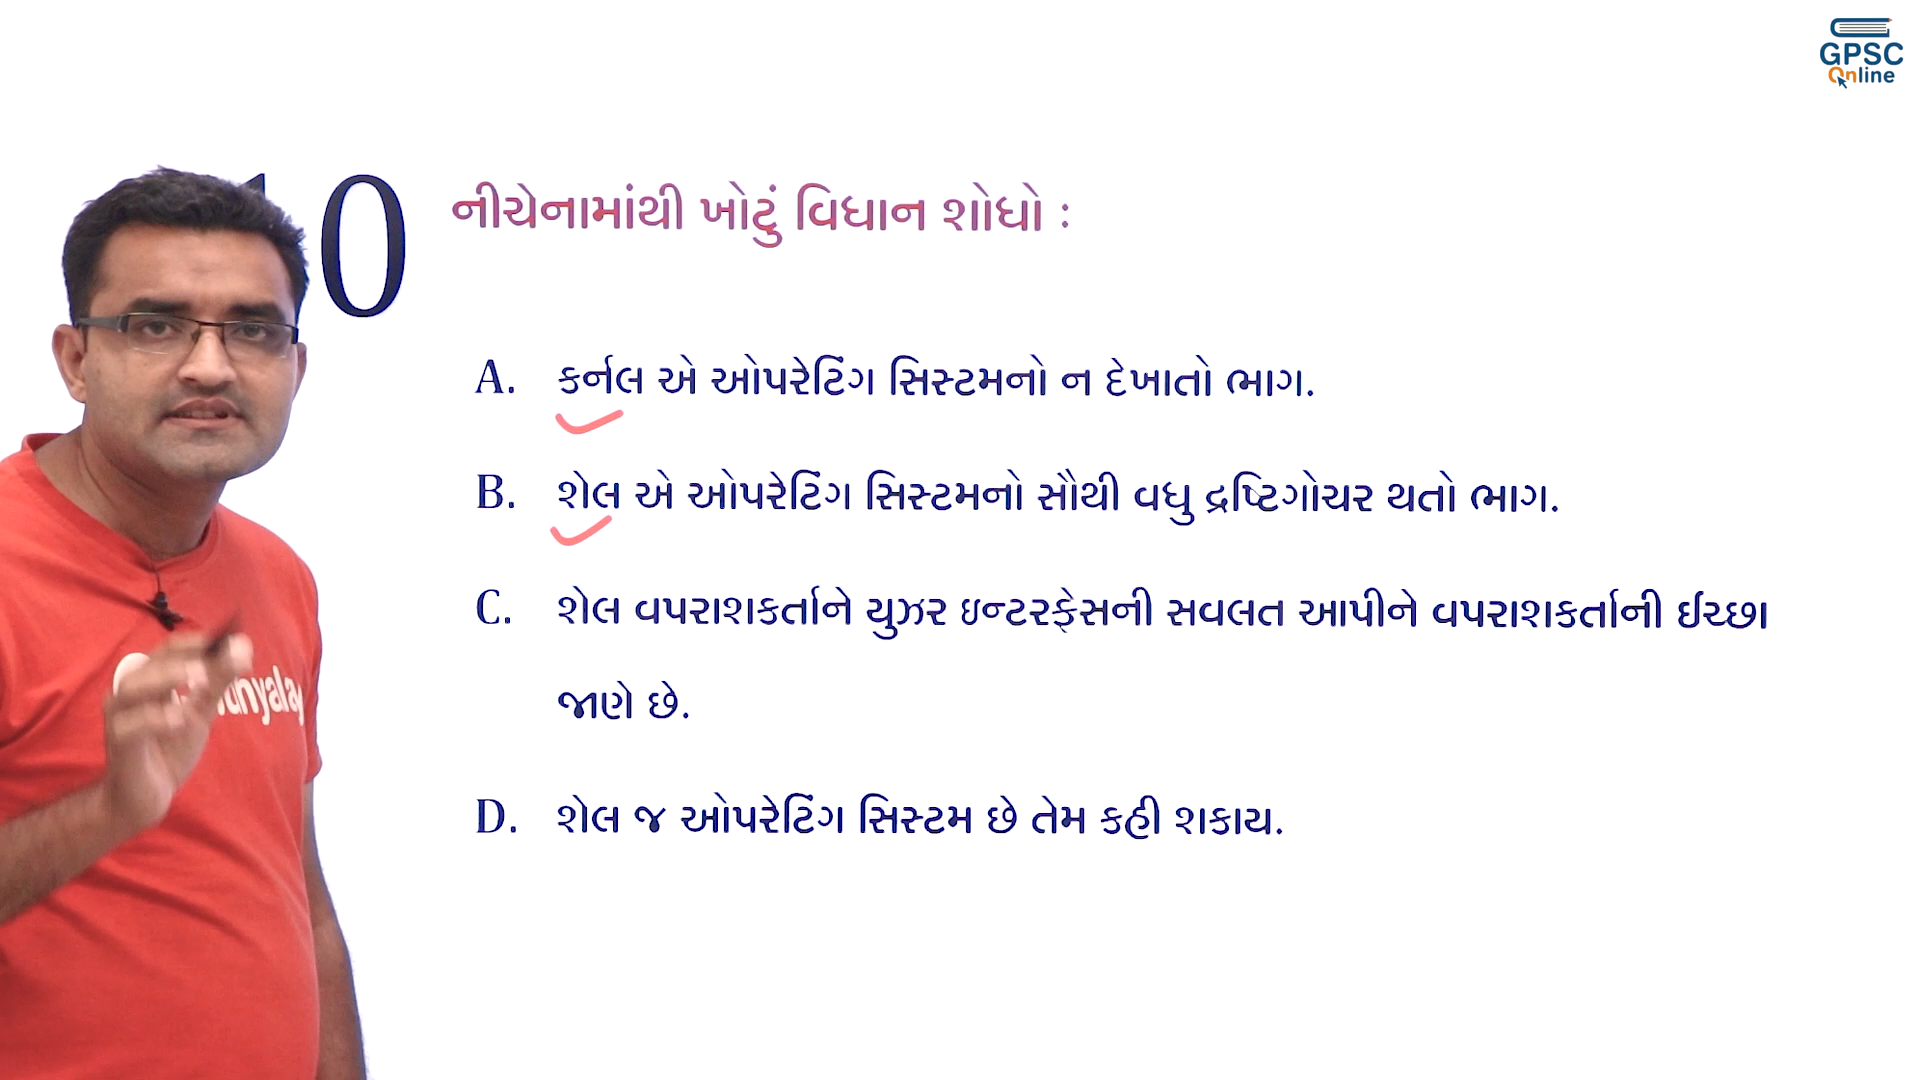 GPSC
Online
10 નીચેનામાંથી ખોટું વિધાન શોધો :
A. કર્નલ એ ઓપરેટિંગ સિસ્ટમનો ન દેખાતો ભાગ.
B. શેલ એ ઓપરેટિંગ સિસ્ટમનો સૌથી વધુ દ્રષ્ટિગોચર થતો ભાગ.
C. શેલ વપરાશકર્તાને યુઝર ઇન્ટરફેસની સવલત આપીને વપરાશકર્તાની ઈચ્છા
જાણે છે.
D. શેલ જ ઓપરેટિંગ સિસ્ટમ છે તેમ કહી શકાય.